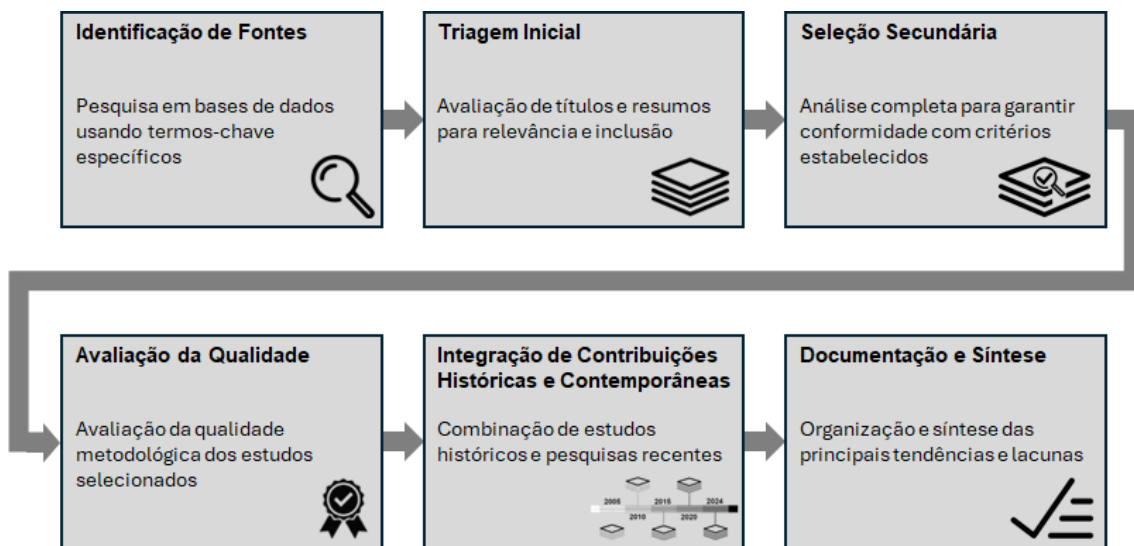 Identificação de Fontes
Pesquisa em bases de dados
usando termos-chave
específicos
Triagem Inicial
Avaliação de títulos e resumos
para relevância e inclusão
Seleção Secundária
Análise completa para garantir
conformidade com critérios
estabelecidos
Avaliação da Qualidade
Avaliação da qualidade
metodológica dos estudos
selecionados
Integração de Contribuições
Históricas e Contemporâneas
Combinação de estudos
históricos e pesquisas recentes
2005 2015 2024
2010 2020
Documentação e Síntese
Organização e síntese das
principais tendências e lacunas